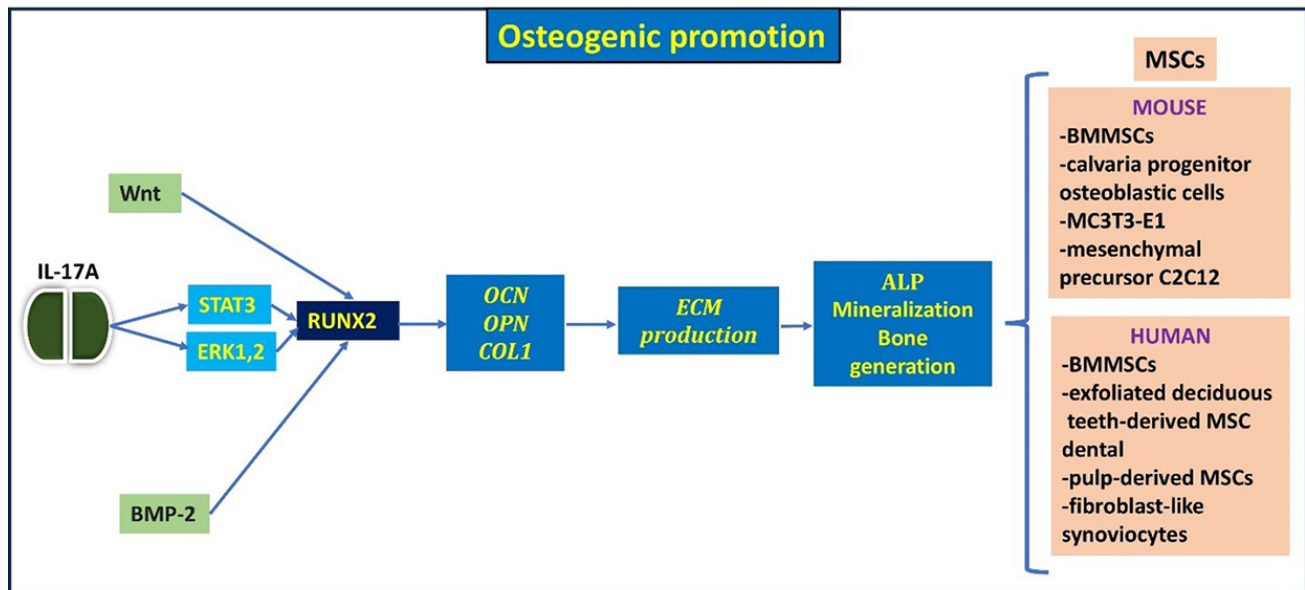 Osteogenic promotion
Wnt
IL-17A
STAT3
ERK1,2
BMP-2
RUNX2
OCN
OPN
COL1
ECM
production
ALP
Mineralization
Bone
generation
MSCs
MOUSE
-BMMSCs
-calvaria progenitor
osteoblastic cells
-MC3T3-E1
-mesenchymal
precursor C2C12
HUMAN
-BMMSCs
-exfoliated deciduous
teeth-derived MSC
dental
-pulp-derived MSCs
-fibroblast-like
synoviocytes